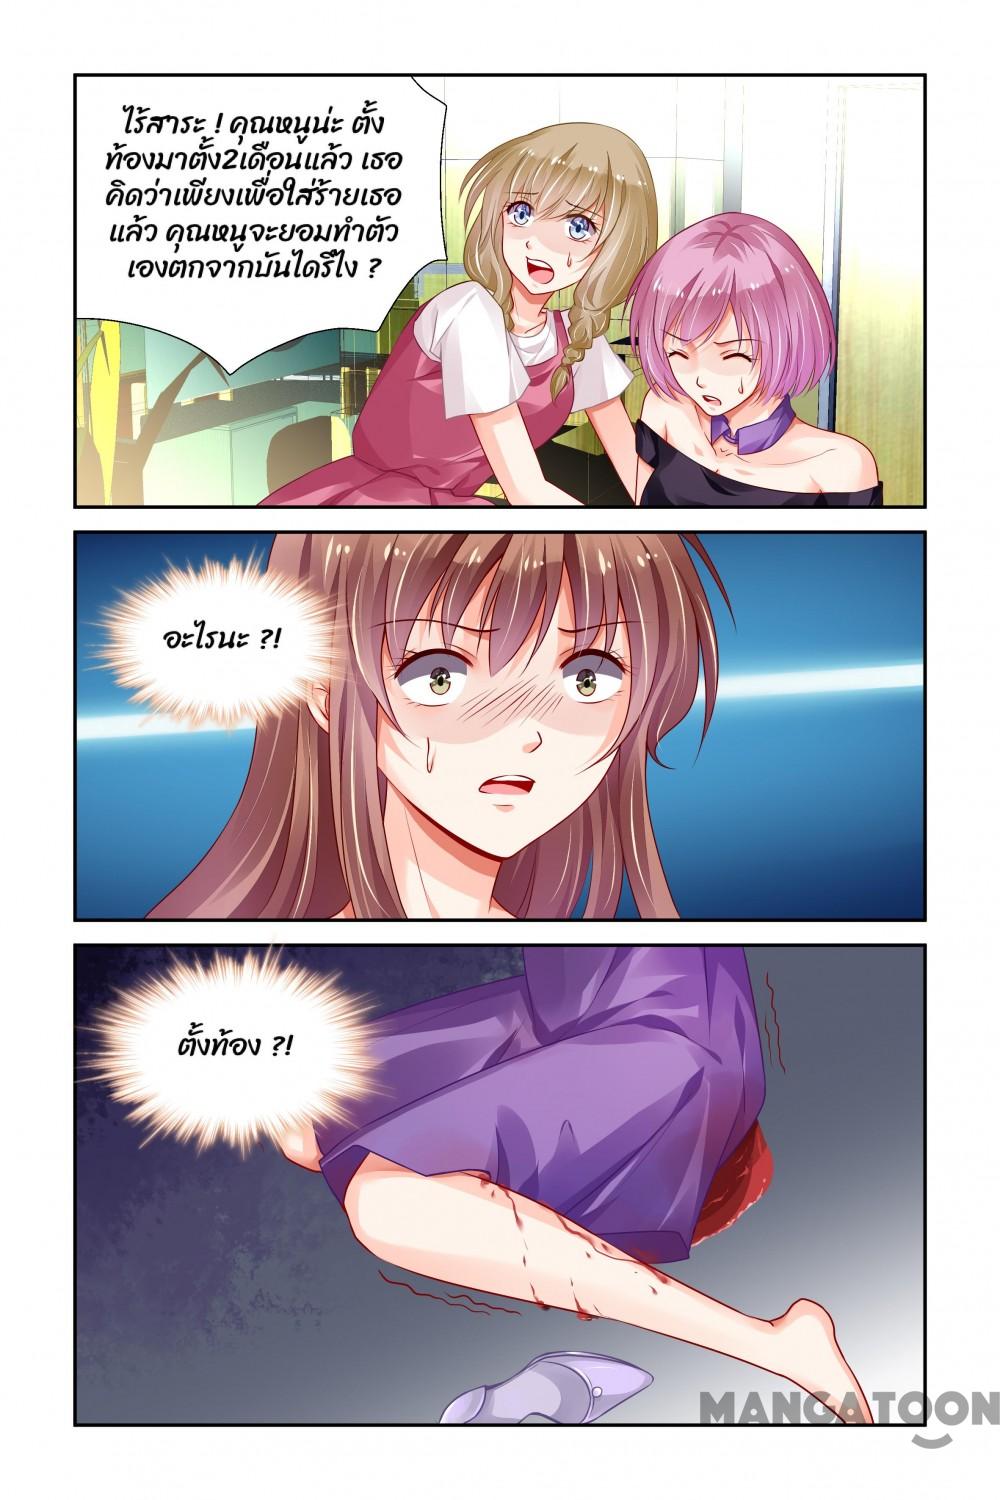 ไร้สาระ ! คุณหนูน่ะ ตั้ง
ท้องมาตั้ง2เดือนแล้ว เธอ
คิดว่าเพียงเพื่อใส่ร้ายเธอ
แล้ว คุณหนูจะยอมทำตัว
เองตกจากบันไดรึไง ?
อะไรนะ ?!
ตั้งท้อง ?!
MANGATOON